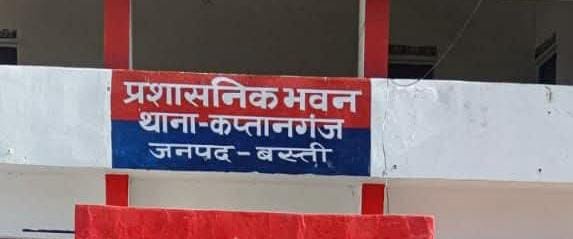 प्रशासनिक भवन
थाना-कप्तानगंज
जनपद - बस्ती